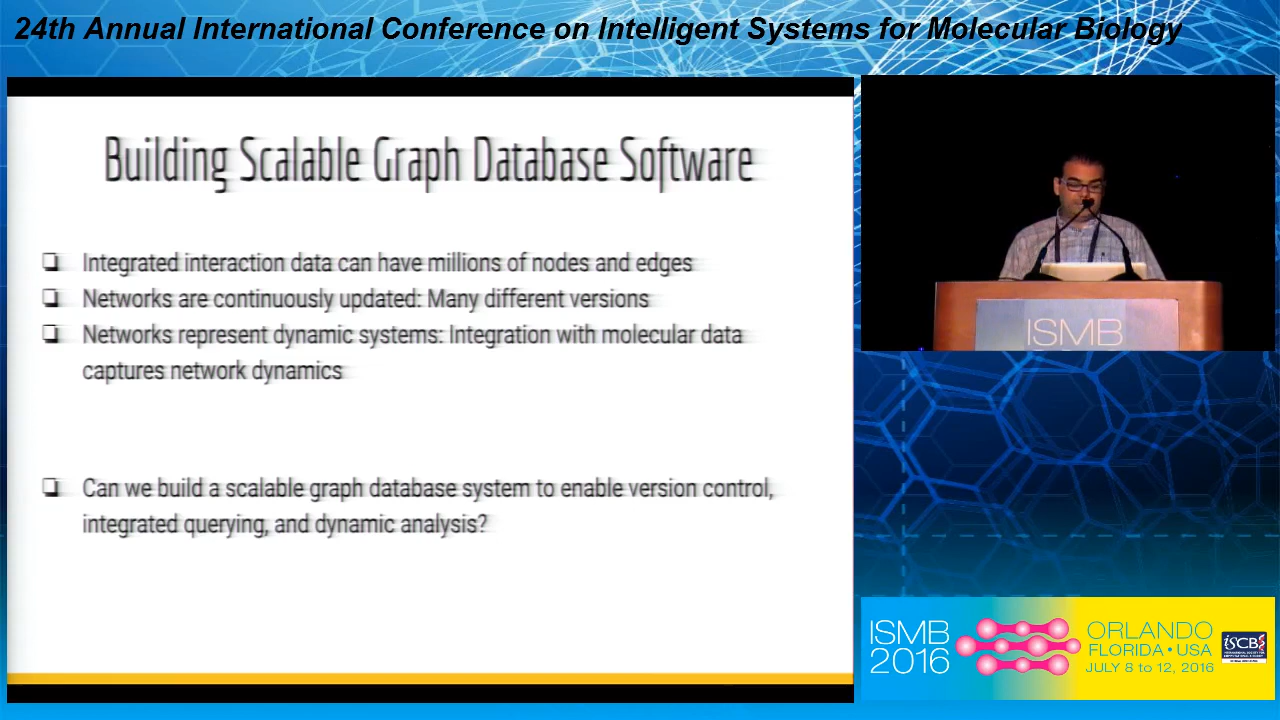 24th Annual International Conference on Intelligent Systems for Molecular Biology
Building Scalable Graph Database Software
Integrated interaction data can have millions of nodes and edges
Networks are continuously updated: Many different versions
Networks represent dynamic systems: Integration with molecular data
captures network dynamics
Can we build a scalable graph database system to enable version control,
integrated querying, and dynamic analysis?
ISMB
ISMB
2016
ORLANDO
FLORIDA • USA
JULY 8 to 12, 2016
ISCB